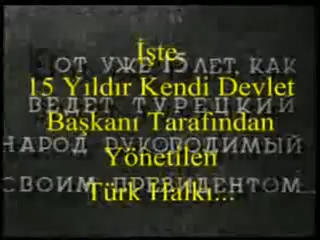 İşte
ОТ УЖЕ 15 ЛЕТ, КАК
15 Yıldır Kendi Devlet
ВЕДЕТ ТУРЕЦКИЙ
Başkanı Tarafından
НАРОД РУКОВОДИМЫЙ
Yönetilen
СВОИМ ПРЕЗИДЕНТОМ...
Türk Halkı...